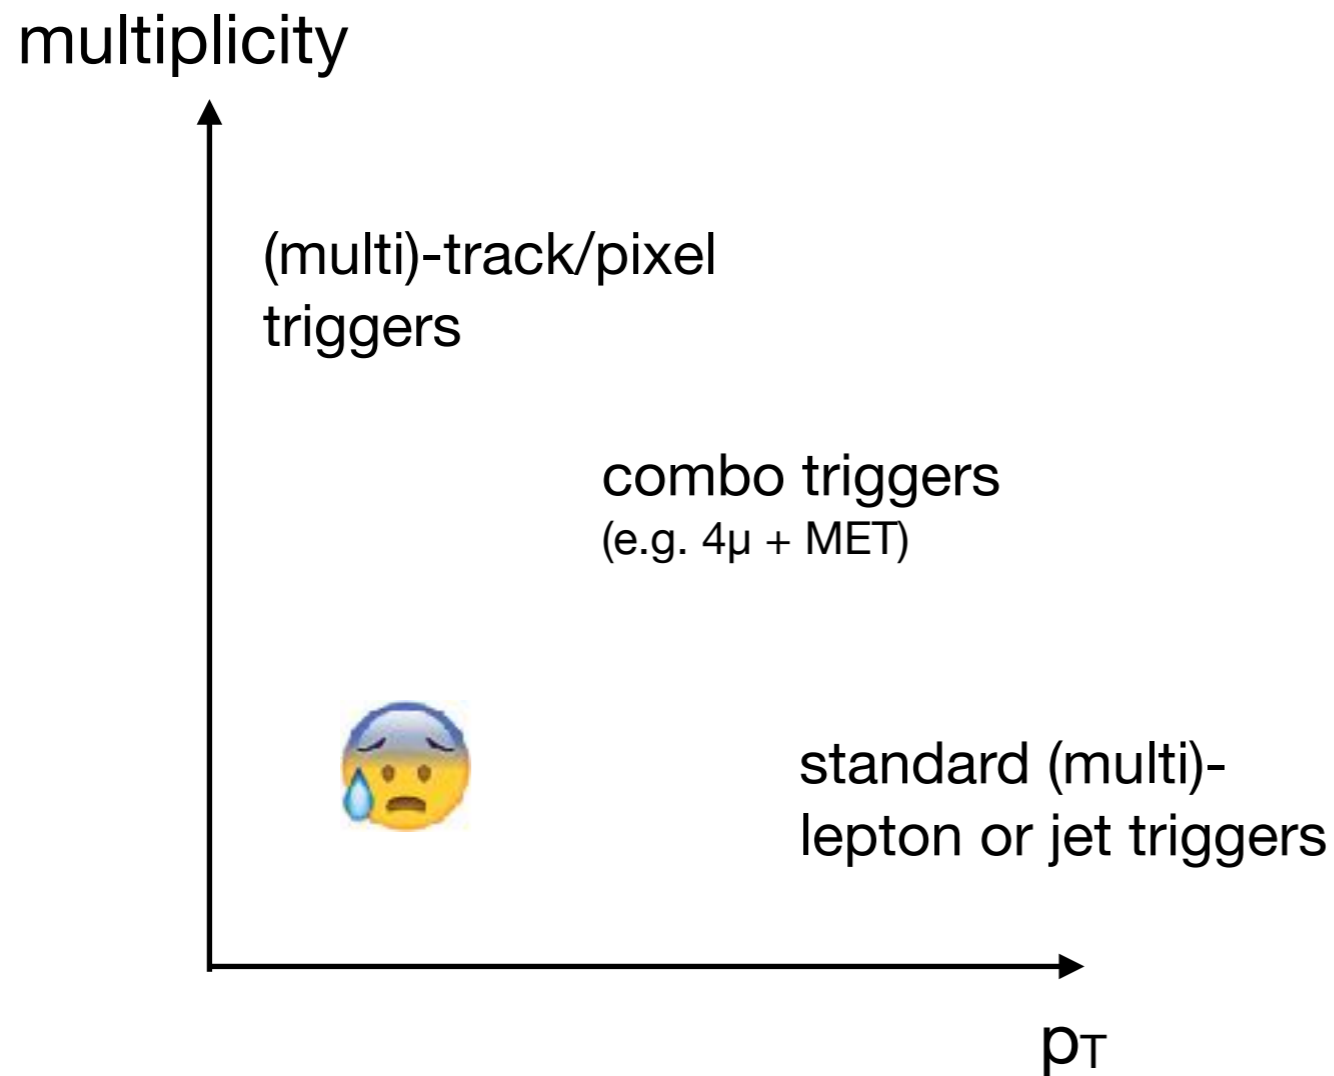 multiplicity
(multi)-track/pixel
triggers
combo triggers
(e.g. 4μ + MET)
standard (multi)-
lepton or jet triggers
pT